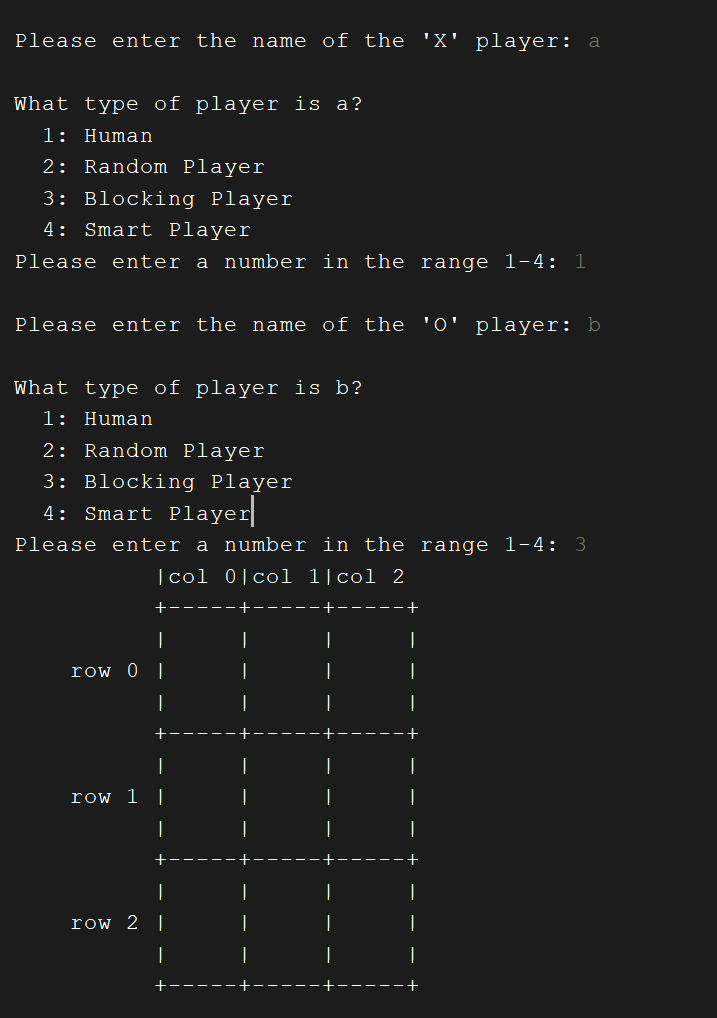 Please enter the name of the 'X' player: a
What type of player is a?
  1: Human
  2: Random Player
  3: Blocking Player
  4: Smart Player
Please enter a number in the range 1-4: 1
Please enter the name of the 'O' player: b
What type of player is b?
  1: Human
  2: Random Player
  3: Blocking Player
  4: Smart Player
Please enter a number in the range 1-4: 3
          |col 0|col 1|col 2
          +-----+-----+-----+
          |     |     |     |
    row 0 |     |     |     |
          |     |     |     |
          +-----+-----+-----+
          |     |     |     |
    row 1 |     |     |     |
          |     |     |     |
          +-----+-----+-----+
          |     |     |     |
    row 2 |     |     |     |
          |     |     |     |
          +-----+-----+-----+